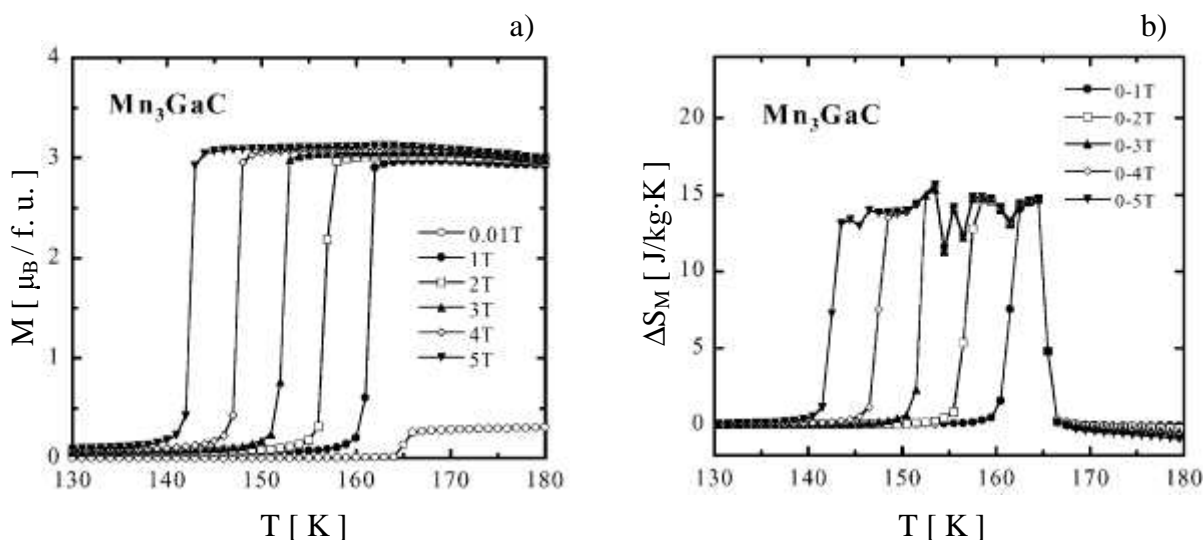 a)
Mn₃GaC
M [ μB / f. u. ]
4
3
2
1
0
0.01T
1T
2T
3T
4T
5T
130 140 150 160 170 180
T [ K ]
b)
Mn₃GaC
ΔSM [ J/kg·K ]
20
15
10
5
0
0-1T
0-2T
0-3T
0-4T
0-5T
130 140 150 160 170 180
T [ K ]